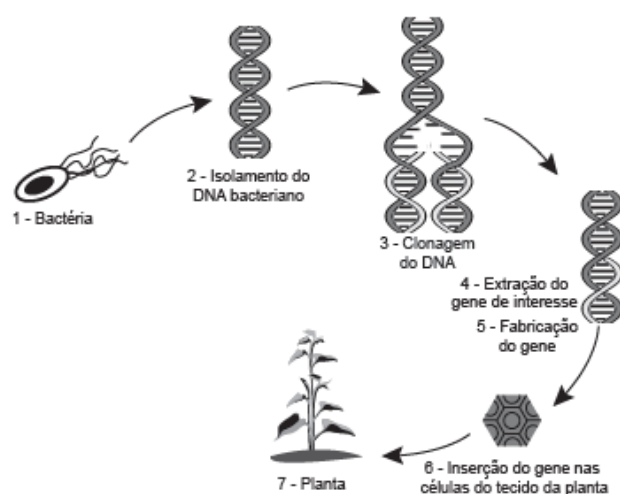 1 - Bactéria
2 - Isolamento do
DNA bacteriano
3 - Clonagem
do DNA
4 - Extração do
gene de interesse
5 - Fabricação
do gene
6 - Inserção do gene nas
células do tecido da planta
7 - Planta